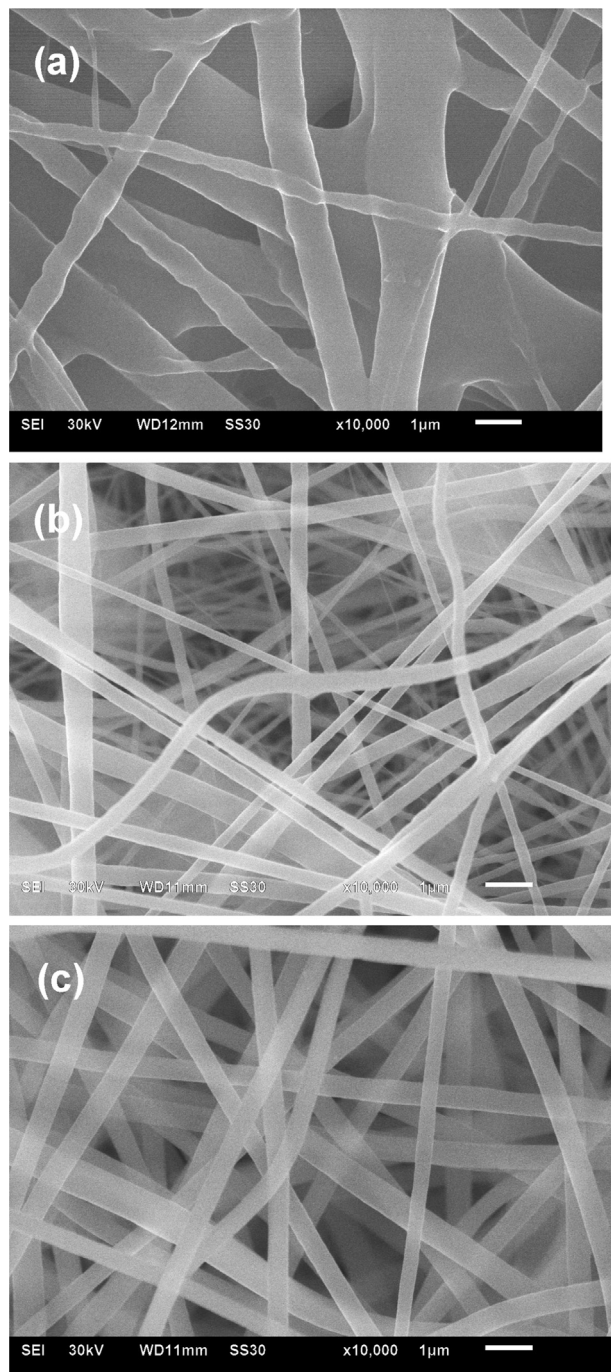 (a)
SEI 30kV WD12mm SS30 x10,000 1μm
(b)
SEI 30kV WD11mm SS30 x10,000 1μm
(c)
SEI 30kV WD11mm SS30 x10,000 1μm